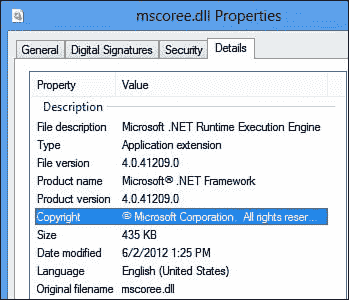 mscoree.dll Properties
General Digital Signatures Security Details
Property Value
Description
File description Microsoft .NET Runtime Execution Engine
Type Application extension
File version 4.0.41209.0
Product name Microsoft® .NET Framework
Product version 4.0.41209.0
Copyright © Microsoft Corporation. All rights reser...
Size 435 KB
Date modified 6/2/2012 1:25 PM
Language English (United States)
Original filename mscoree.dll